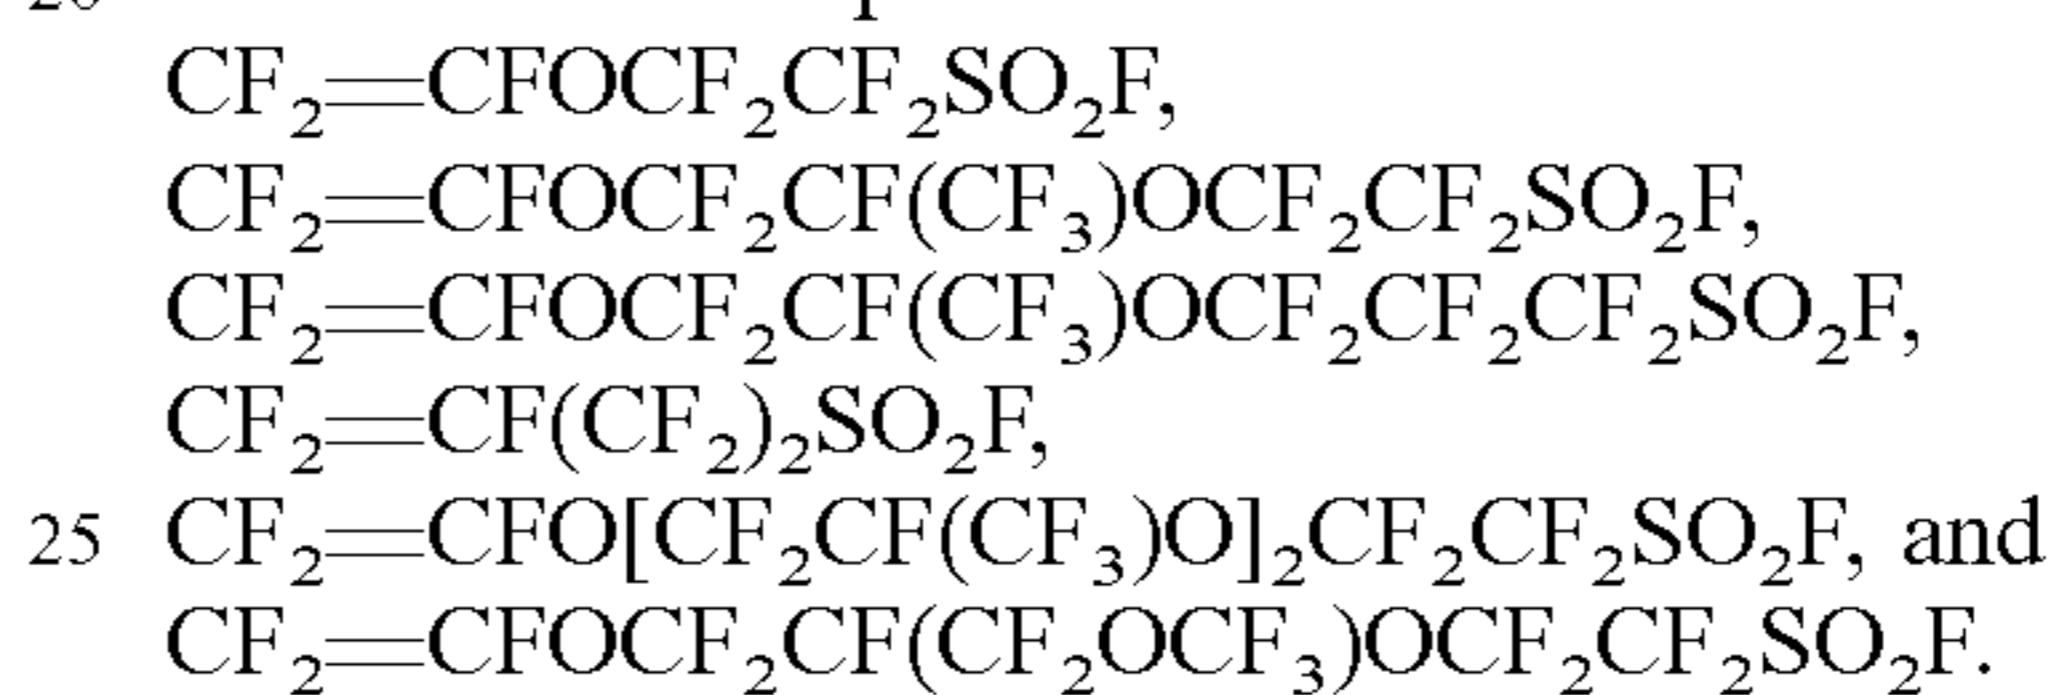 CF₂═CFOCF₂CF₂SO₂F,
CF₂═CFOCF₂CF(CF₃)OCF₂CF₂SO₂F,
CF₂═CFOCF₂CF(CF₃)OCF₂CF₂CF₂SO₂F,
CF₂═CF(CF₂)₂SO₂F,
25 CF₂═CFO[CF₂CF(CF₃)O]₂CF₂CF₂SO₂F, and
CF₂═CFOCF₂CF(CF₂OCF₃)OCF₂CF₂SO₂F.